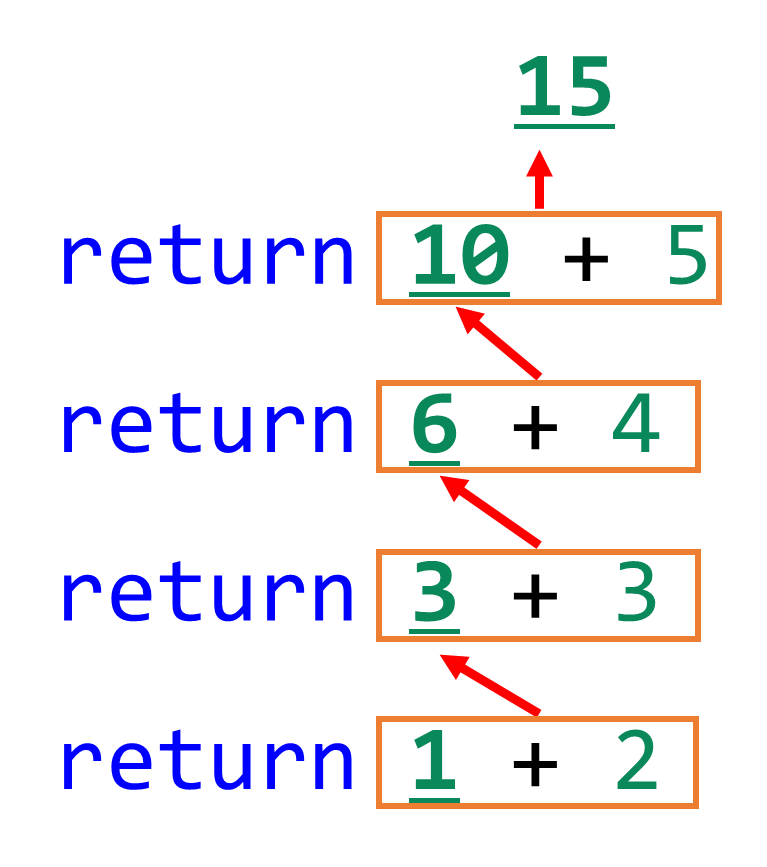 15
return 10 + 5
return 6 + 4
return 3 + 3
return 1 + 2